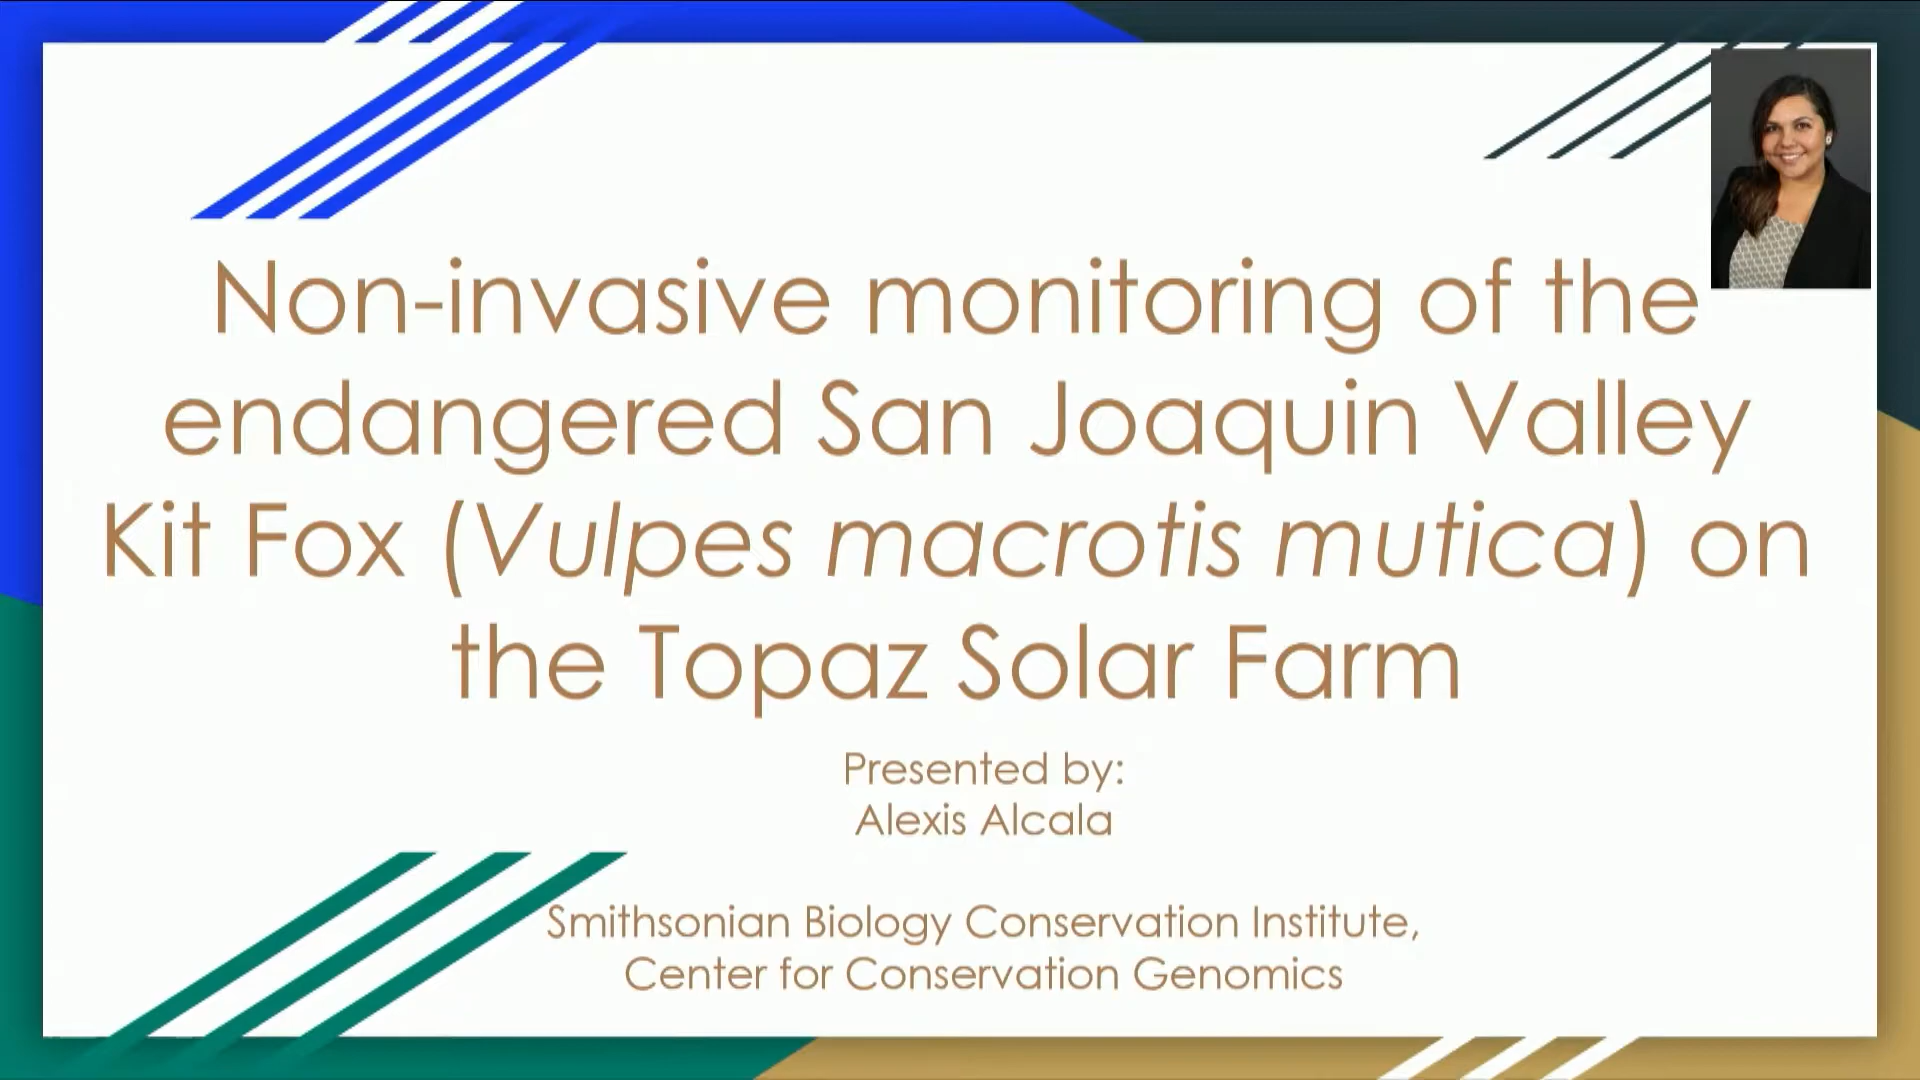 Non-invasive monitoring of the
endangered San Joaquin Valley
Kit Fox (Vulpes macrotis mutica) on
the Topaz Solar Farm
Presented by:
Alexis Alcala
Smithsonian Biology Conservation Institute,
Center for Conservation Genomics